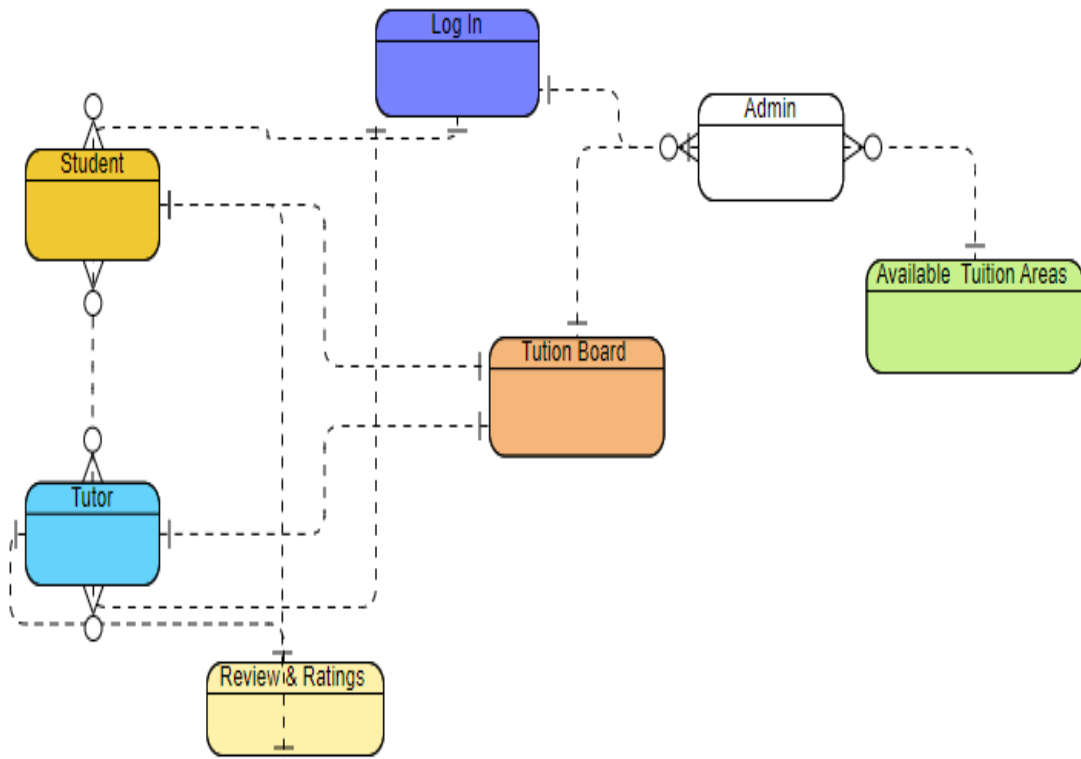 Log In
Admin
Student
Available  Tuition Areas
Tution Board
Tutor
Review & Ratings